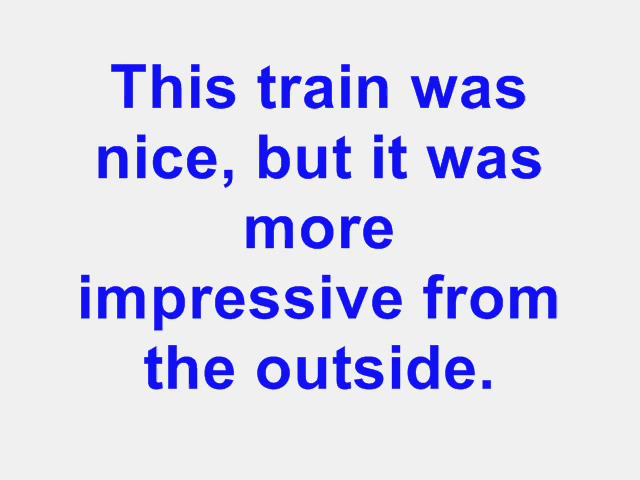 This train was
nice, but it was
more
impressive from
the outside.